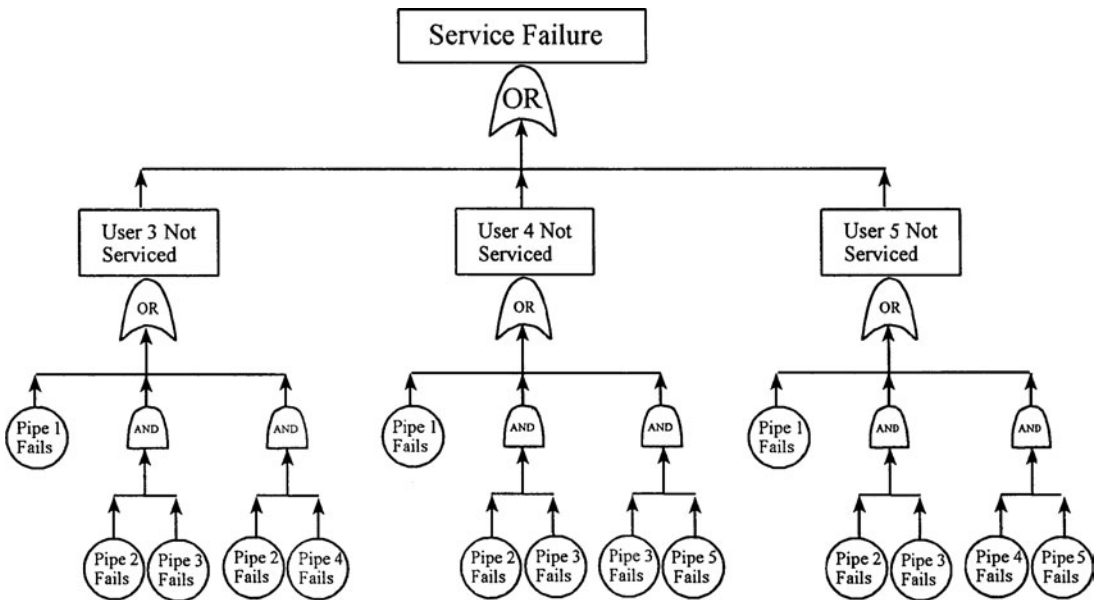 Service Failure
OR
User 3 Not
Serviced
User 4 Not
Serviced
User 5 Not
Serviced
OR
OR
OR
Pipe 1
Fails
AND
AND
Pipe 1
Fails
AND
AND
Pipe 1
Fails
AND
AND
Pipe 2
Fails
Pipe 3
Fails
Pipe 2
Fails
Pipe 4
Fails
Pipe 2
Fails
Pipe 3
Fails
Pipe 3
Fails
Pipe 5
Fails
Pipe 2
Fails
Pipe 3
Fails
Pipe 4
Fails
Pipe 5
Fails